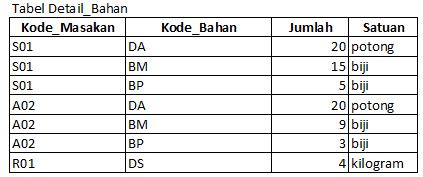 Tabel Detail_Bahan
Kode_Masakan Kode_Bahan Jumlah Satuan
S01 DA 20 potong
S01 BM 15 biji
S01 BP 5 biji
A02 DA 20 potong
A02 BM 9 biji
A02 BP 3 biji
R01 DS 4 kilogram